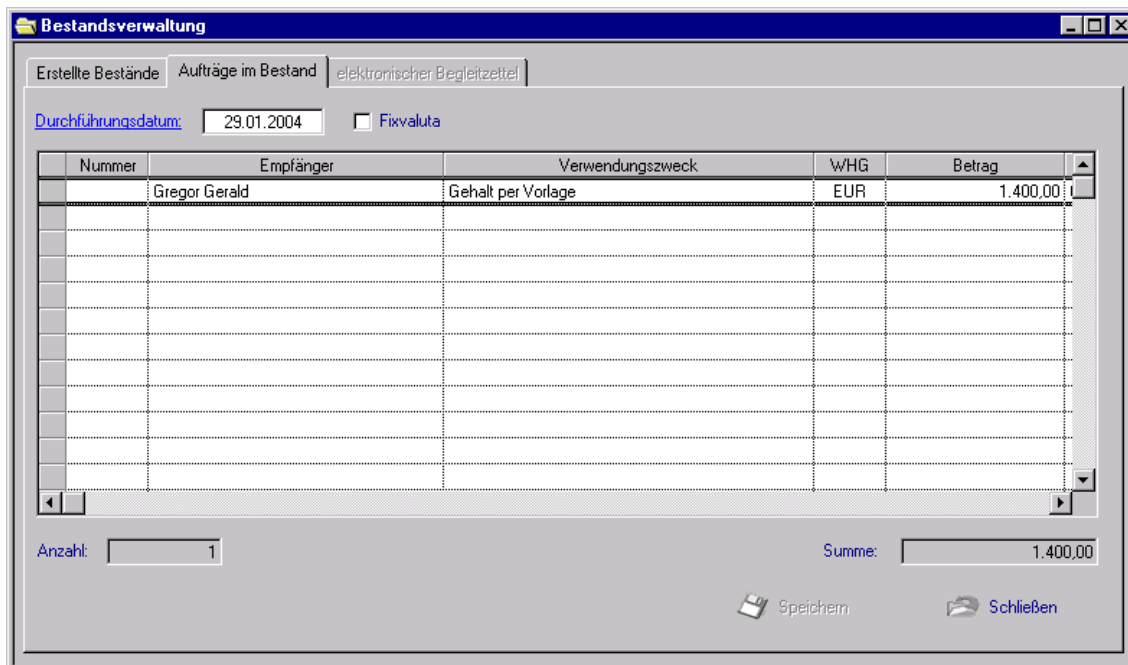 Bestandsverwaltung
Erstellte Bestände Aufträge im Bestand elektronischer Begleitzettel
Durchführungsdatum: 29.01.2004 Fixvaluta
Nummer Empfänger Verwendungszweck WHG Betrag
Gregor Gerald Gehalt per Vorlage EUR 1.400,00
Anzahl: 1 Summe: 1.400,00
Speichern Schließen